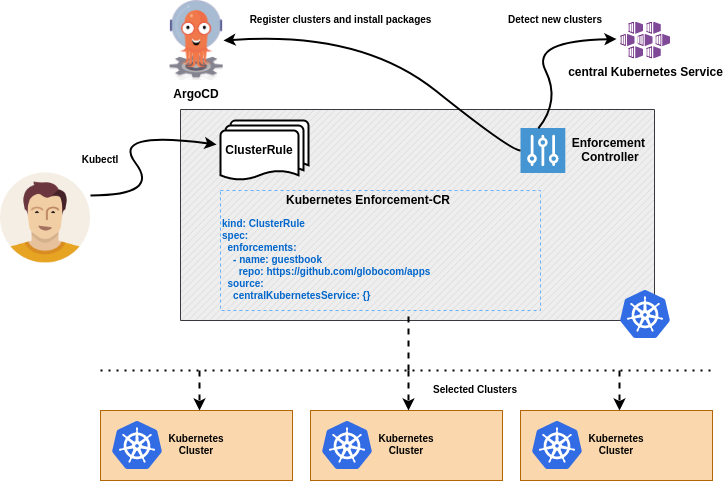 Register clusters and install packages
Detect new clusters
ArgoCD
central Kubernetes Service
Kubectl
ClusterRule
Enforcement
Controller
Kubernetes Enforcement-CR
kind: ClusterRule
spec:
  enforcements:
    - name: guestbook
      repo: https://github.com/globocom/apps
  source:
    centralKubernetesService: {}
Selected Clusters
Kubernetes
Cluster
Kubernetes
Cluster
Kubernetes
Cluster